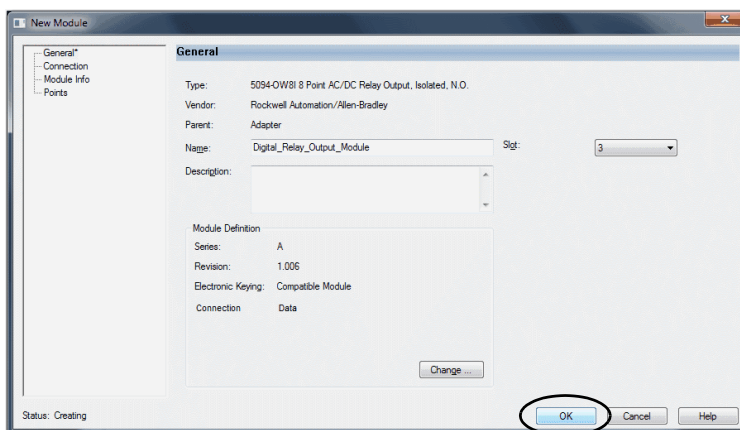 New Module
General*
Connection
Module Info
Points
General
Type: 5094-OW8I 8 Point AC/DC Relay Output, Isolated, N.O.
Vendor: Rockwell Automation/Allen-Bradley
Parent: Adapter
Name: Digital_Relay_Output_Module Slot: 3
Description:
Module Definition
Series: A
Revision: 1.006
Electronic Keying: Compatible Module
Connection Data
Change ...
Status: Creating OK Cancel Help